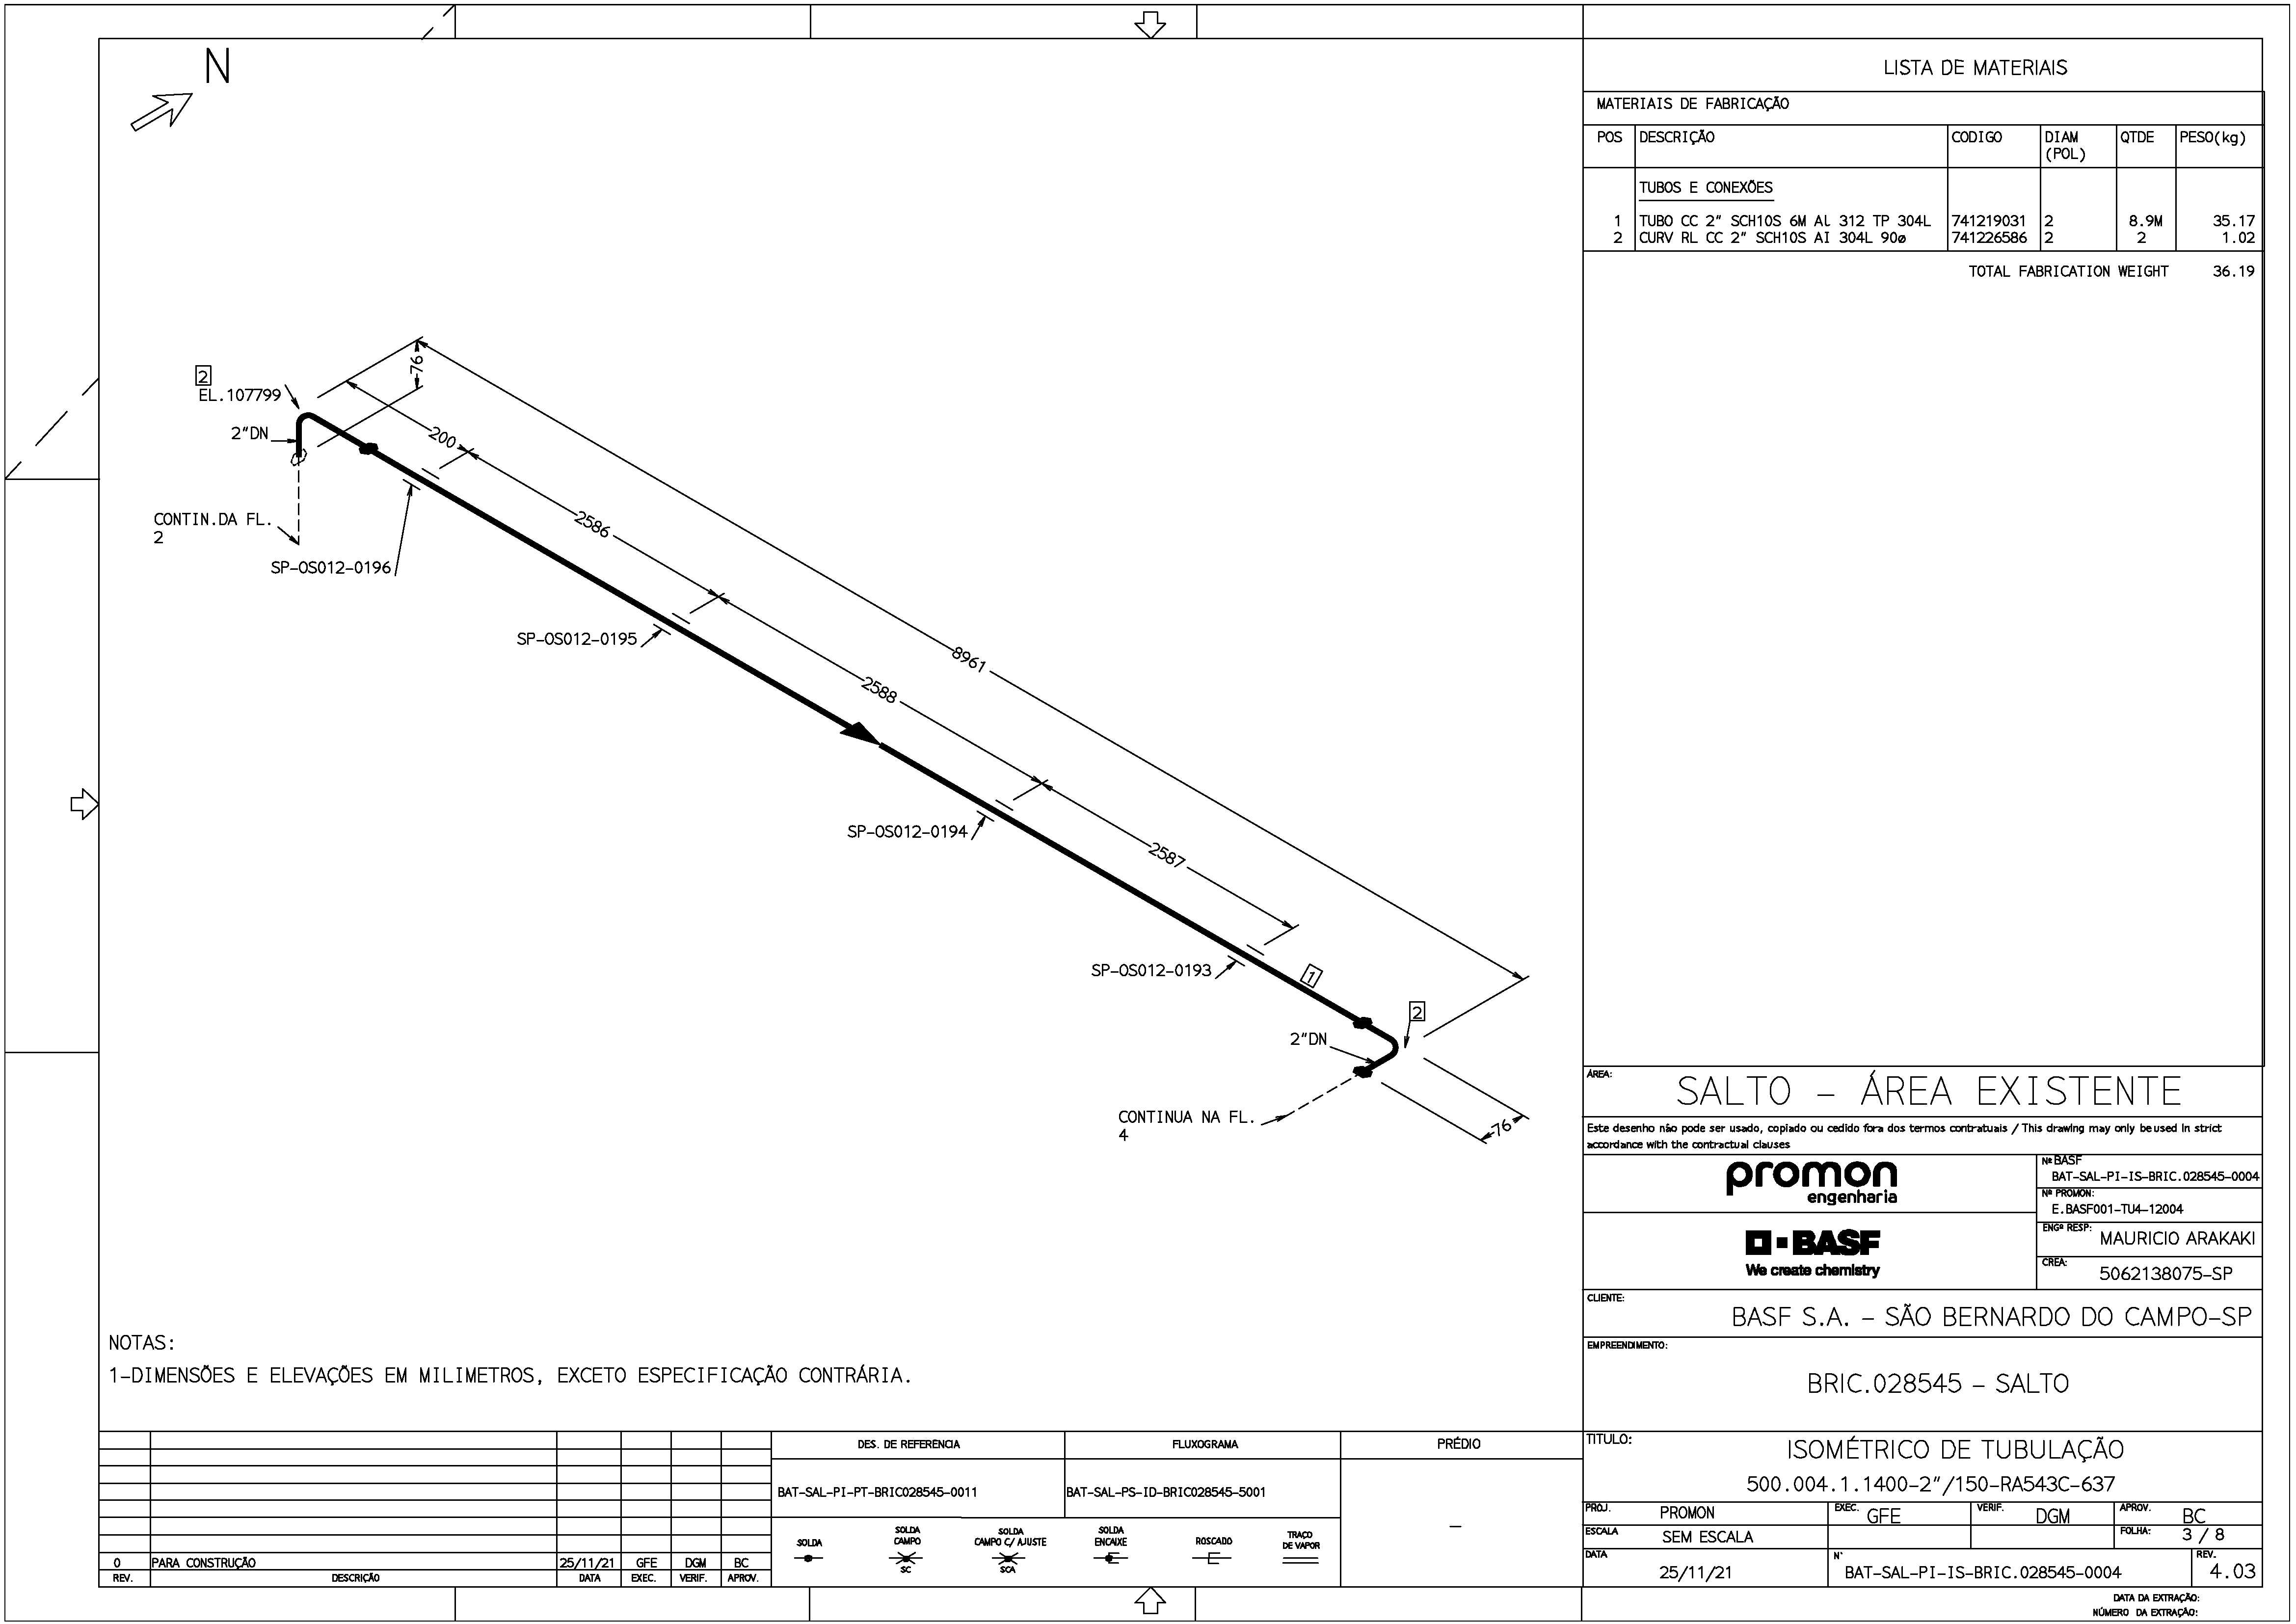 N
LISTA DE MATERIAIS
MATERIAIS DE FABRICAÇÃO
POS DESCRIÇÃO CODIGO DIAM (POL) QTDE PESO(kg)
TUBOS E CONEXÕES
1 TUBO CC 2" SCH10S 6M AL 312 TP 304L 741219031 2 8.9M 35.17
2 CURV RL CC 2" SCH10S AI 304L 90ø 741226586 2 2 1.02
TOTAL FABRICATION WEIGHT 36.19
2
EL.107799
2"DN
CONTIN.DA FL.
2
76
200
2586
2588
8961
2587
SP-OS012-0196
SP-OS012-0195
SP-OS012-0194
SP-OS012-0193
1
2
2"DN
CONTINUA NA FL.
4
76
NOTAS:
1-DIMENSÕES E ELEVAÇÕES EM MILIMETROS, EXCETO ESPECIFICAÇÃO CONTRÁRIA.
ÁREA:
SALTO - ÁREA EXISTENTE
Este desenho não pode ser usado, copiado ou cedido fora dos termos contratuais / This drawing may only be used in strict
accordance with the contractual clauses
promon
engenharia
Nº BASF
BAT-SAL-PI-IS-BRIC.028545-0004
Nº PROMON:
E.BASF001-TU4-12004
BASF
We create chemistry
ENGº RESP: MAURICIO ARAKAKI
CREA: 5062138075-SP
CLIENTE:
BASF S.A. - SÃO BERNARDO DO CAMPO-SP
EMPREENDIMENTO:
BRIC.028545 - SALTO
TITULO:
ISOMÉTRICO DE TUBULAÇÃO
500.004.1.1400-2"/150-RA543C-637
PROJ. PROMON EXEC. GFE VERIF. DGM APROV. BC
ESCALA SEM ESCALA FOLHA: 3 / 8
DATA 25/11/21 N° BAT-SAL-PI-IS-BRIC.028545-0004 REV. 4.03
DATA DA EXTRAÇÃO:
NÚMERO DA EXTRAÇÃO:
DES. DE REFERÊNCIA FLUXOGRAMA PRÉDIO
BAT-SAL-PI-PT-BRIC028545-0011 BAT-SAL-PS-ID-BRIC028545-5001 -
SOLDA
SOLDA CAMPO SC
SOLDA CAMPO C/ AJUSTE SCA
SOLDA ENCAIXE
ROSCADO
TRAÇO DE VAPOR
0 PARA CONSTRUÇÃO 25/11/21 GFE DGM BC
REV. DESCRIÇÃO DATA EXEC. VERIF. APROV.